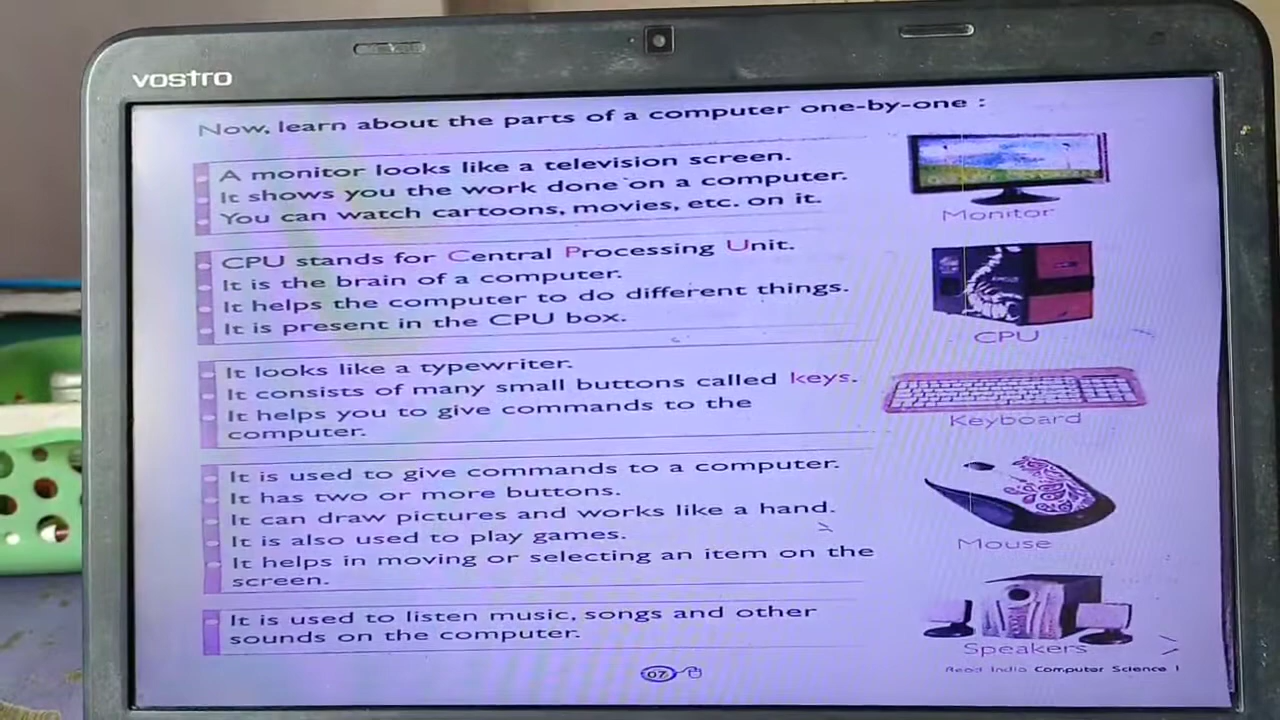 vostro
Now, learn about the parts of a computer one-by-one :
A monitor looks like a television screen.
It shows you the work done on a computer.
You can watch cartoons, movies, etc. on it.
Monitor
CPU stands for Central Processing Unit.
It is the brain of a computer.
It helps the computer to do different things.
It is present in the CPU box.
CPU
It looks like a typewriter.
It consists of many small buttons called keys.
It helps you to give commands to the
computer.
Keyboard
It is used to give commands to a computer.
It has two or more buttons.
It can draw pictures and works like a hand.
It is also used to play games.
It helps in moving or selecting an item on the
screen.
Mouse
It is used to listen music, songs and other
sounds on the computer.
Speakers
07
Read India Computer Science 1